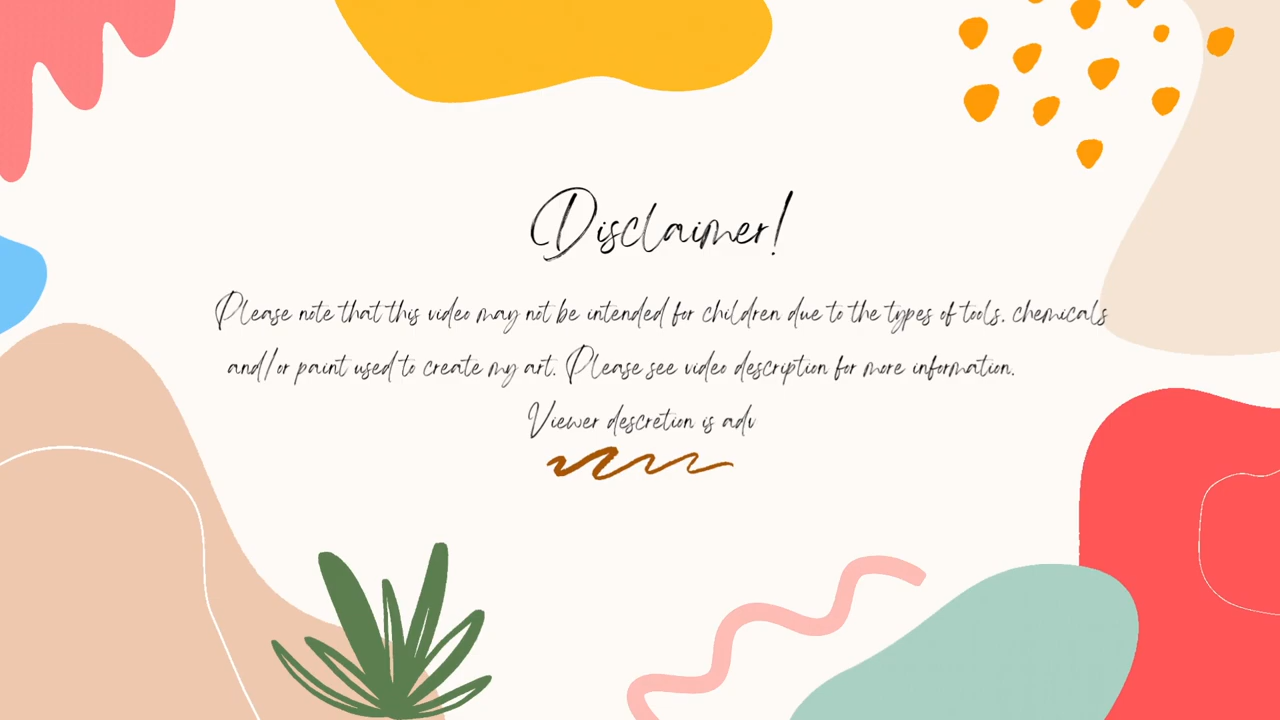 Disclaimer!
Please note that this video may not be intended for children due to the types of tools, chemicals
and/or paint used to create my art. Please see video description for more information.
Viewer descretion is adv